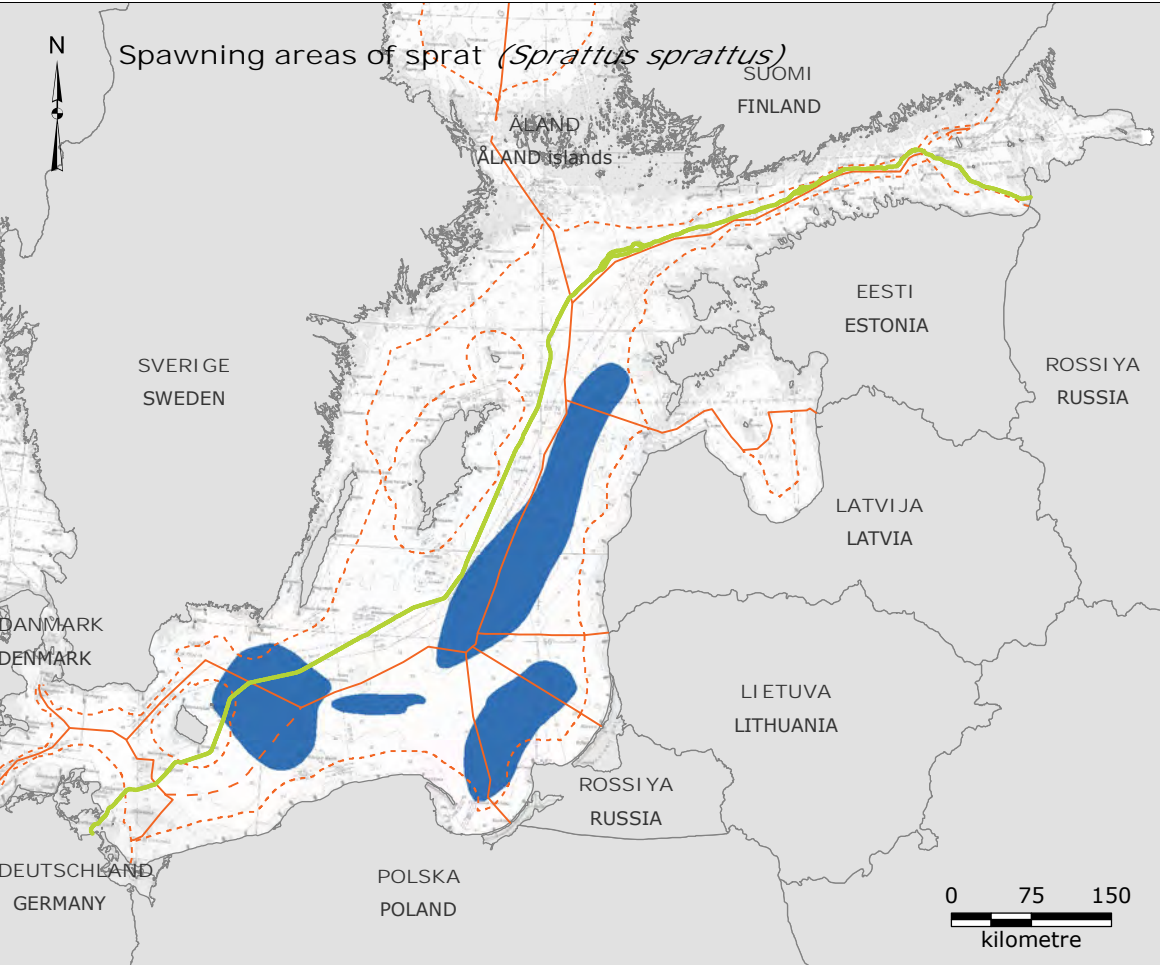 N
Spawning areas of sprat (Sprattus sprattus)
SUOMI
FINLAND
ÅLAND
ÅLAND islands
EESTI
ESTONIA
ROSSIYA
RUSSIA
SVERIGE
SWEDEN
LATVIJA
LATVIA
DANMARK
DENMARK
LIETUVA
LITHUANIA
ROSSIYA
RUSSIA
DEUTSCHLAND
GERMANY
POLSKA
POLAND
0 75 150
kilometre